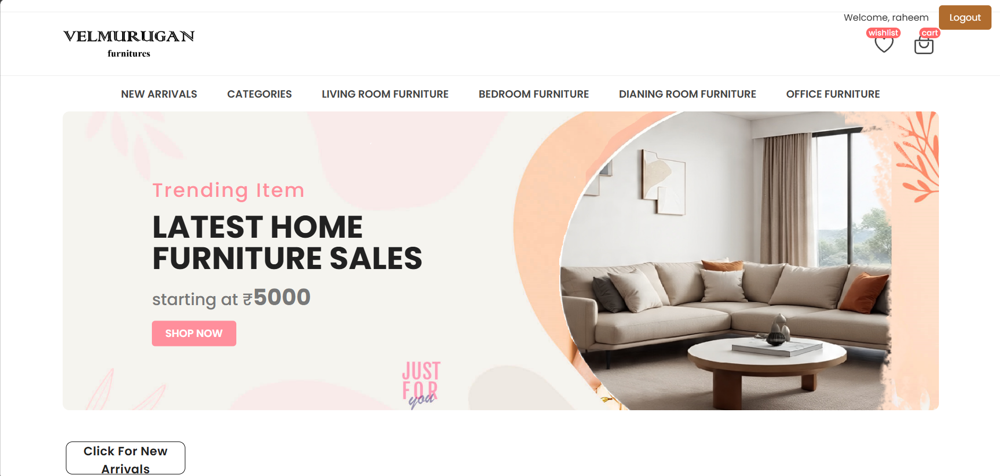 Welcome, raheem
Logout
VELMURUGAN
furnitures
wishlist
cart
NEW ARRIVALS
CATEGORIES
LIVING ROOM FURNITURE
BEDROOM FURNITURE
DIANING ROOM FURNITURE
OFFICE FURNITURE
Trending Item
LATEST HOME
FURNITURE SALES
starting at ₹5000
SHOP NOW
JUST
FOR
you
Click For New
Arrivals